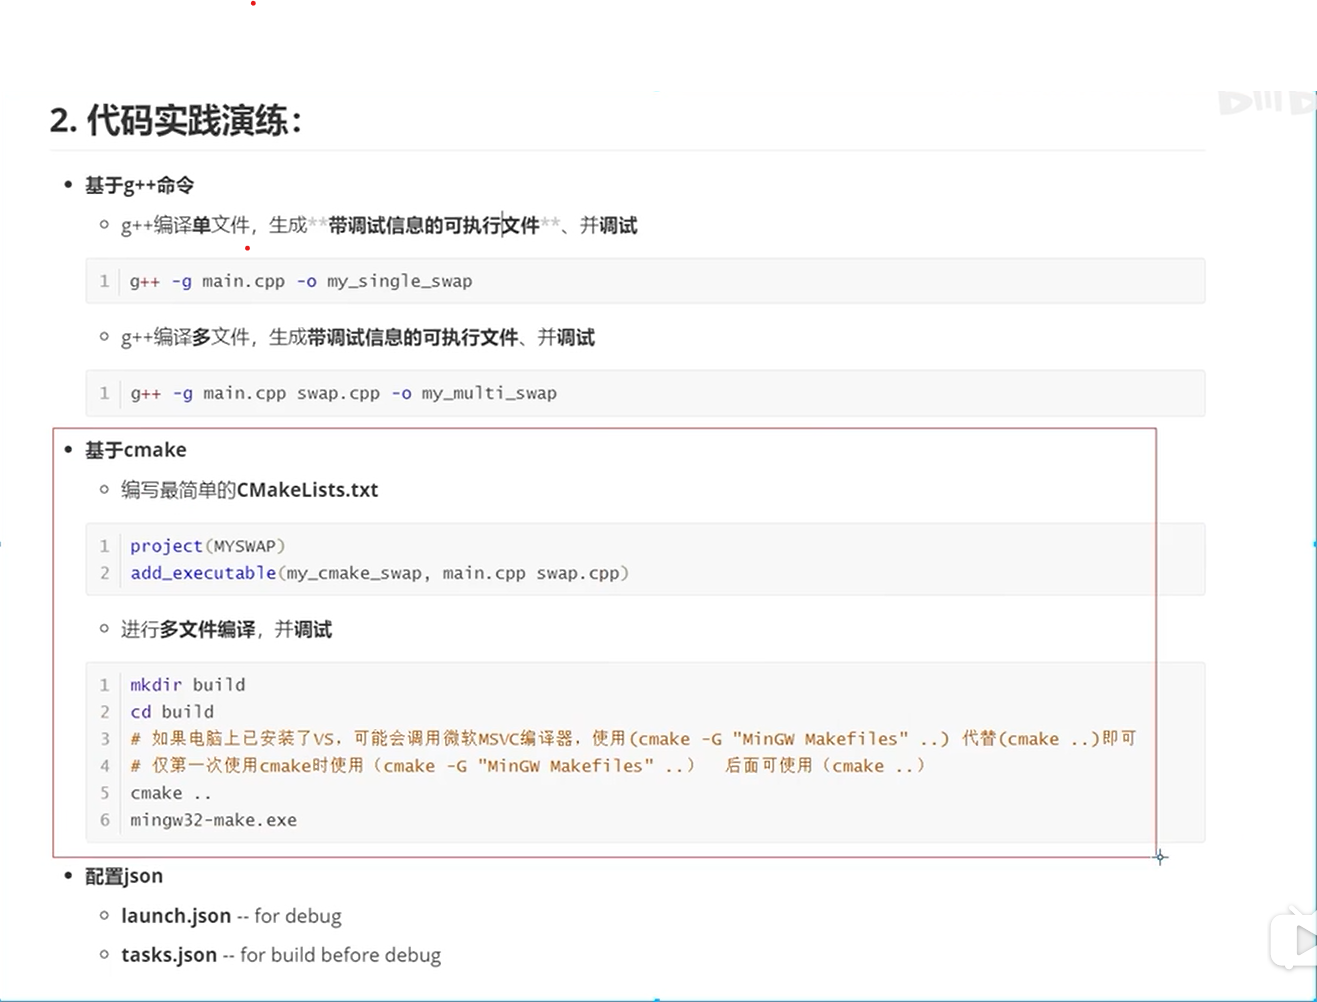 2. 代码实践演练：
基于g++命令
g++编译单文件，生成**带调试信息的可执行文件**、并调试
1 g++ -g main.cpp -o my_single_swap
g++编译多文件，生成带调试信息的可执行文件、并调试
1 g++ -g main.cpp swap.cpp -o my_multi_swap
基于cmake
编写最简单的CMakeLists.txt
1 project(MYSWAP)
2 add_executable(my_cmake_swap, main.cpp swap.cpp)
进行多文件编译，并调试
1 mkdir build
2 cd build
3 # 如果电脑上已安装了VS，可能会调用微软MSVC编译器，使用(cmake -G "MinGW Makefiles" ..) 代替(cmake ..)即可
4 # 仅第一次使用cmake时使用（cmake -G "MinGW Makefiles" ..） 后面可使用（cmake ..）
5 cmake ..
6 mingw32-make.exe
配置json
launch.json -- for debug
tasks.json -- for build before debug